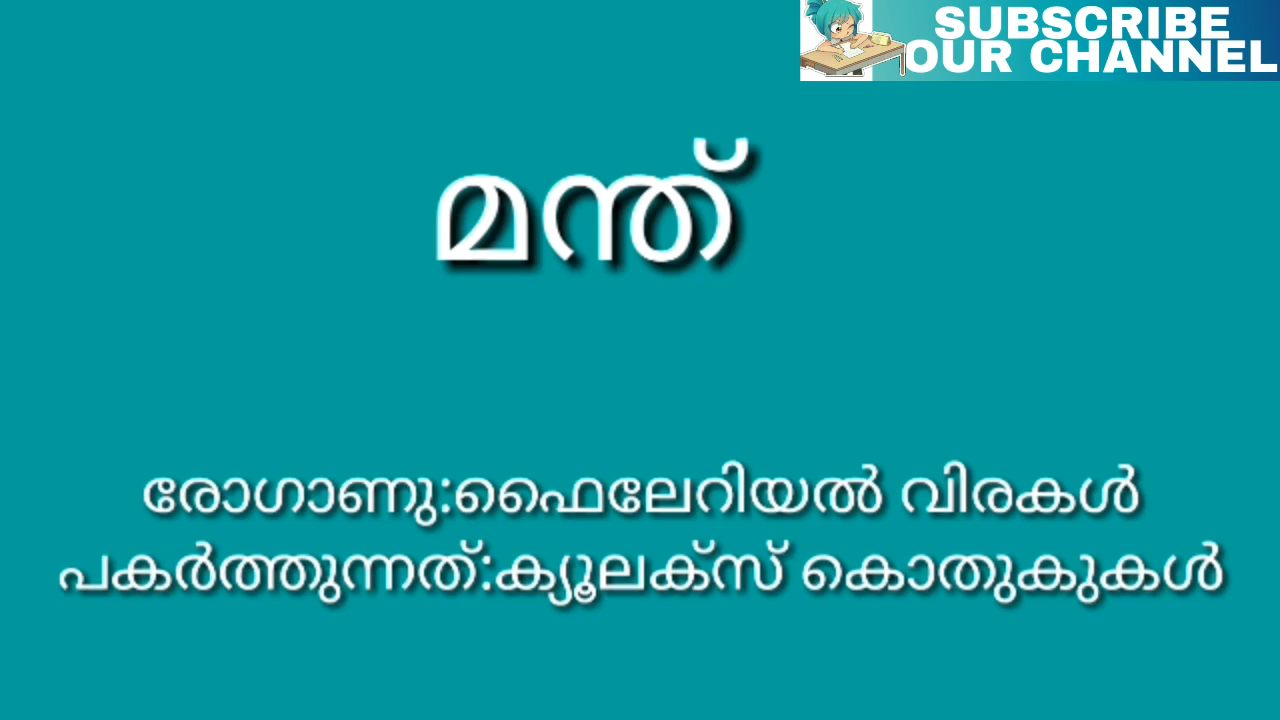 SUBSCRIBE
OUR CHANNEL
മന്ത്
രോഗാണു:ഫൈലേറിയൽ വിരകൾ
പകർത്തുന്നത്:ക്യൂലക്സ് കൊതുകുകൾ